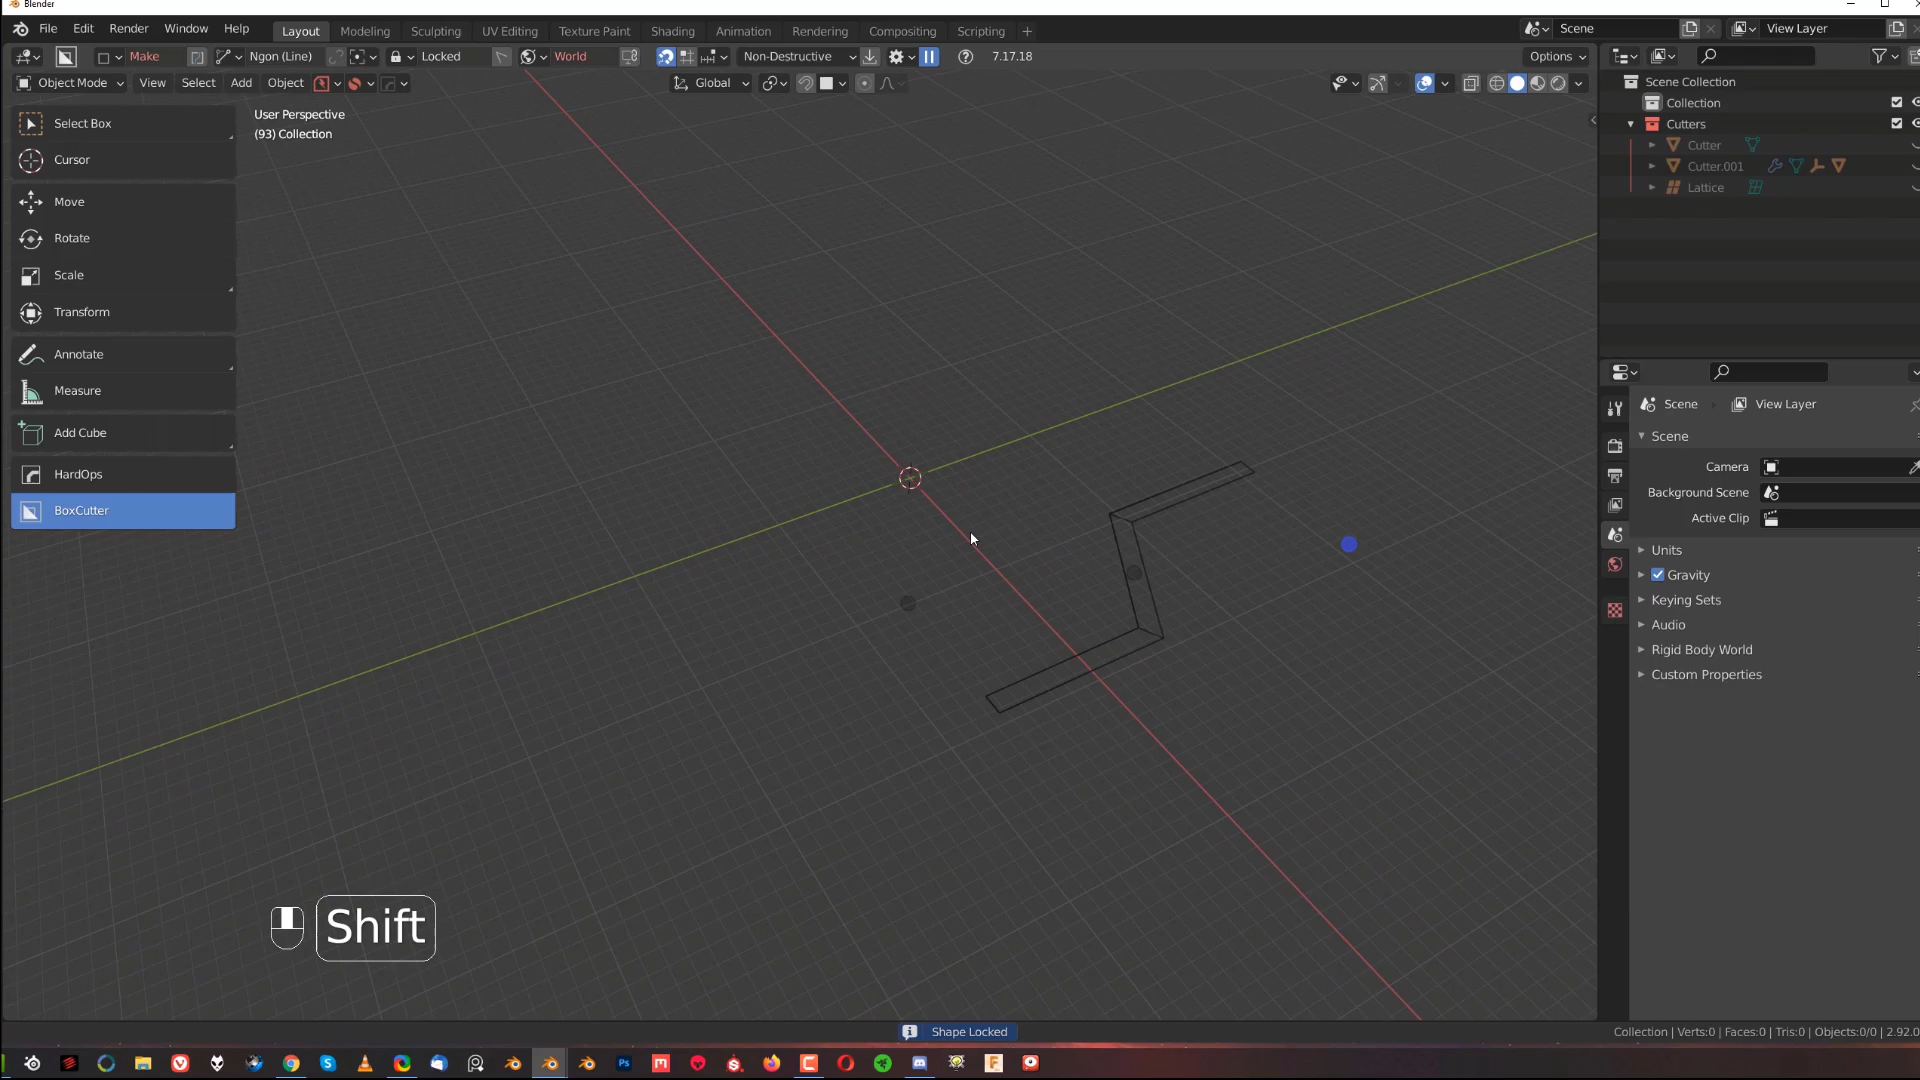 Blender
File Edit Render Window Help Layout Modeling Sculpting UV Editing Texture Paint Shading Animation Rendering Compositing Scripting + Scene View Layer
Make Ngon (Line) Locked World Non-Destructive 7.17.18 Options
Object Mode View Select Add Object Global
User Perspective
(93) Collection
Select Box
Cursor
Move
Rotate
Scale
Transform
Annotate
Measure
Add Cube
HardOps
BoxCutter
Scene Collection
Collection
Cutters
Cutter
Cutter.001
Lattice
Scene View Layer
Scene
Camera
Background Scene
Active Clip
Units
Gravity
Keying Sets
Audio
Rigid Body World
Custom Properties
Shift
Shape Locked
Collection | Verts:0 | Faces:0 | Tris:0 | Objects:0/0 | 2.92.0